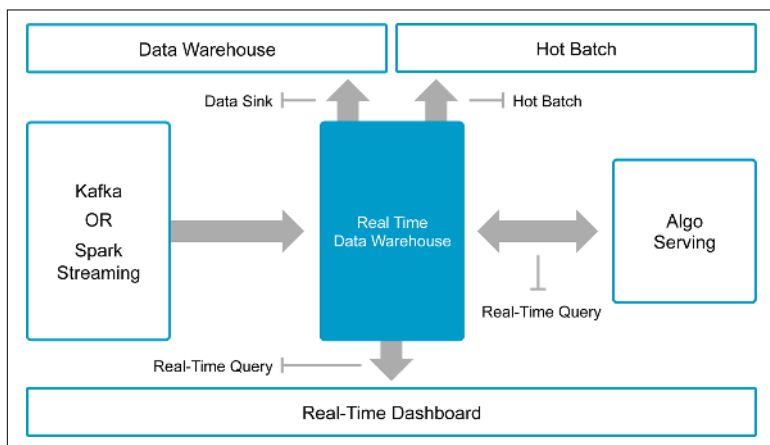 Data Warehouse
Hot Batch
Data Sink
Hot Batch
Kafka
OR
Spark
Streaming
Real Time
Data Warehouse
Algo
Serving
Real-Time Query
Real-Time Query
Real-Time Dashboard